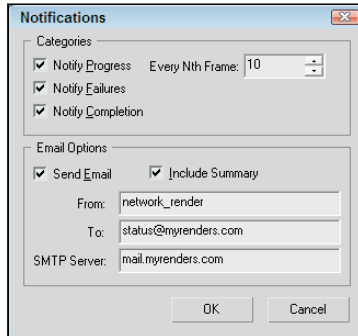 Notifications
Categories
Notify Progress Every Nth Frame: 10
Notify Failures
Notify Completion
Email Options
Send Email Include Summary
From: network_render
To: status@myrenders.com
SMTP Server: mail.myrenders.com
OK Cancel